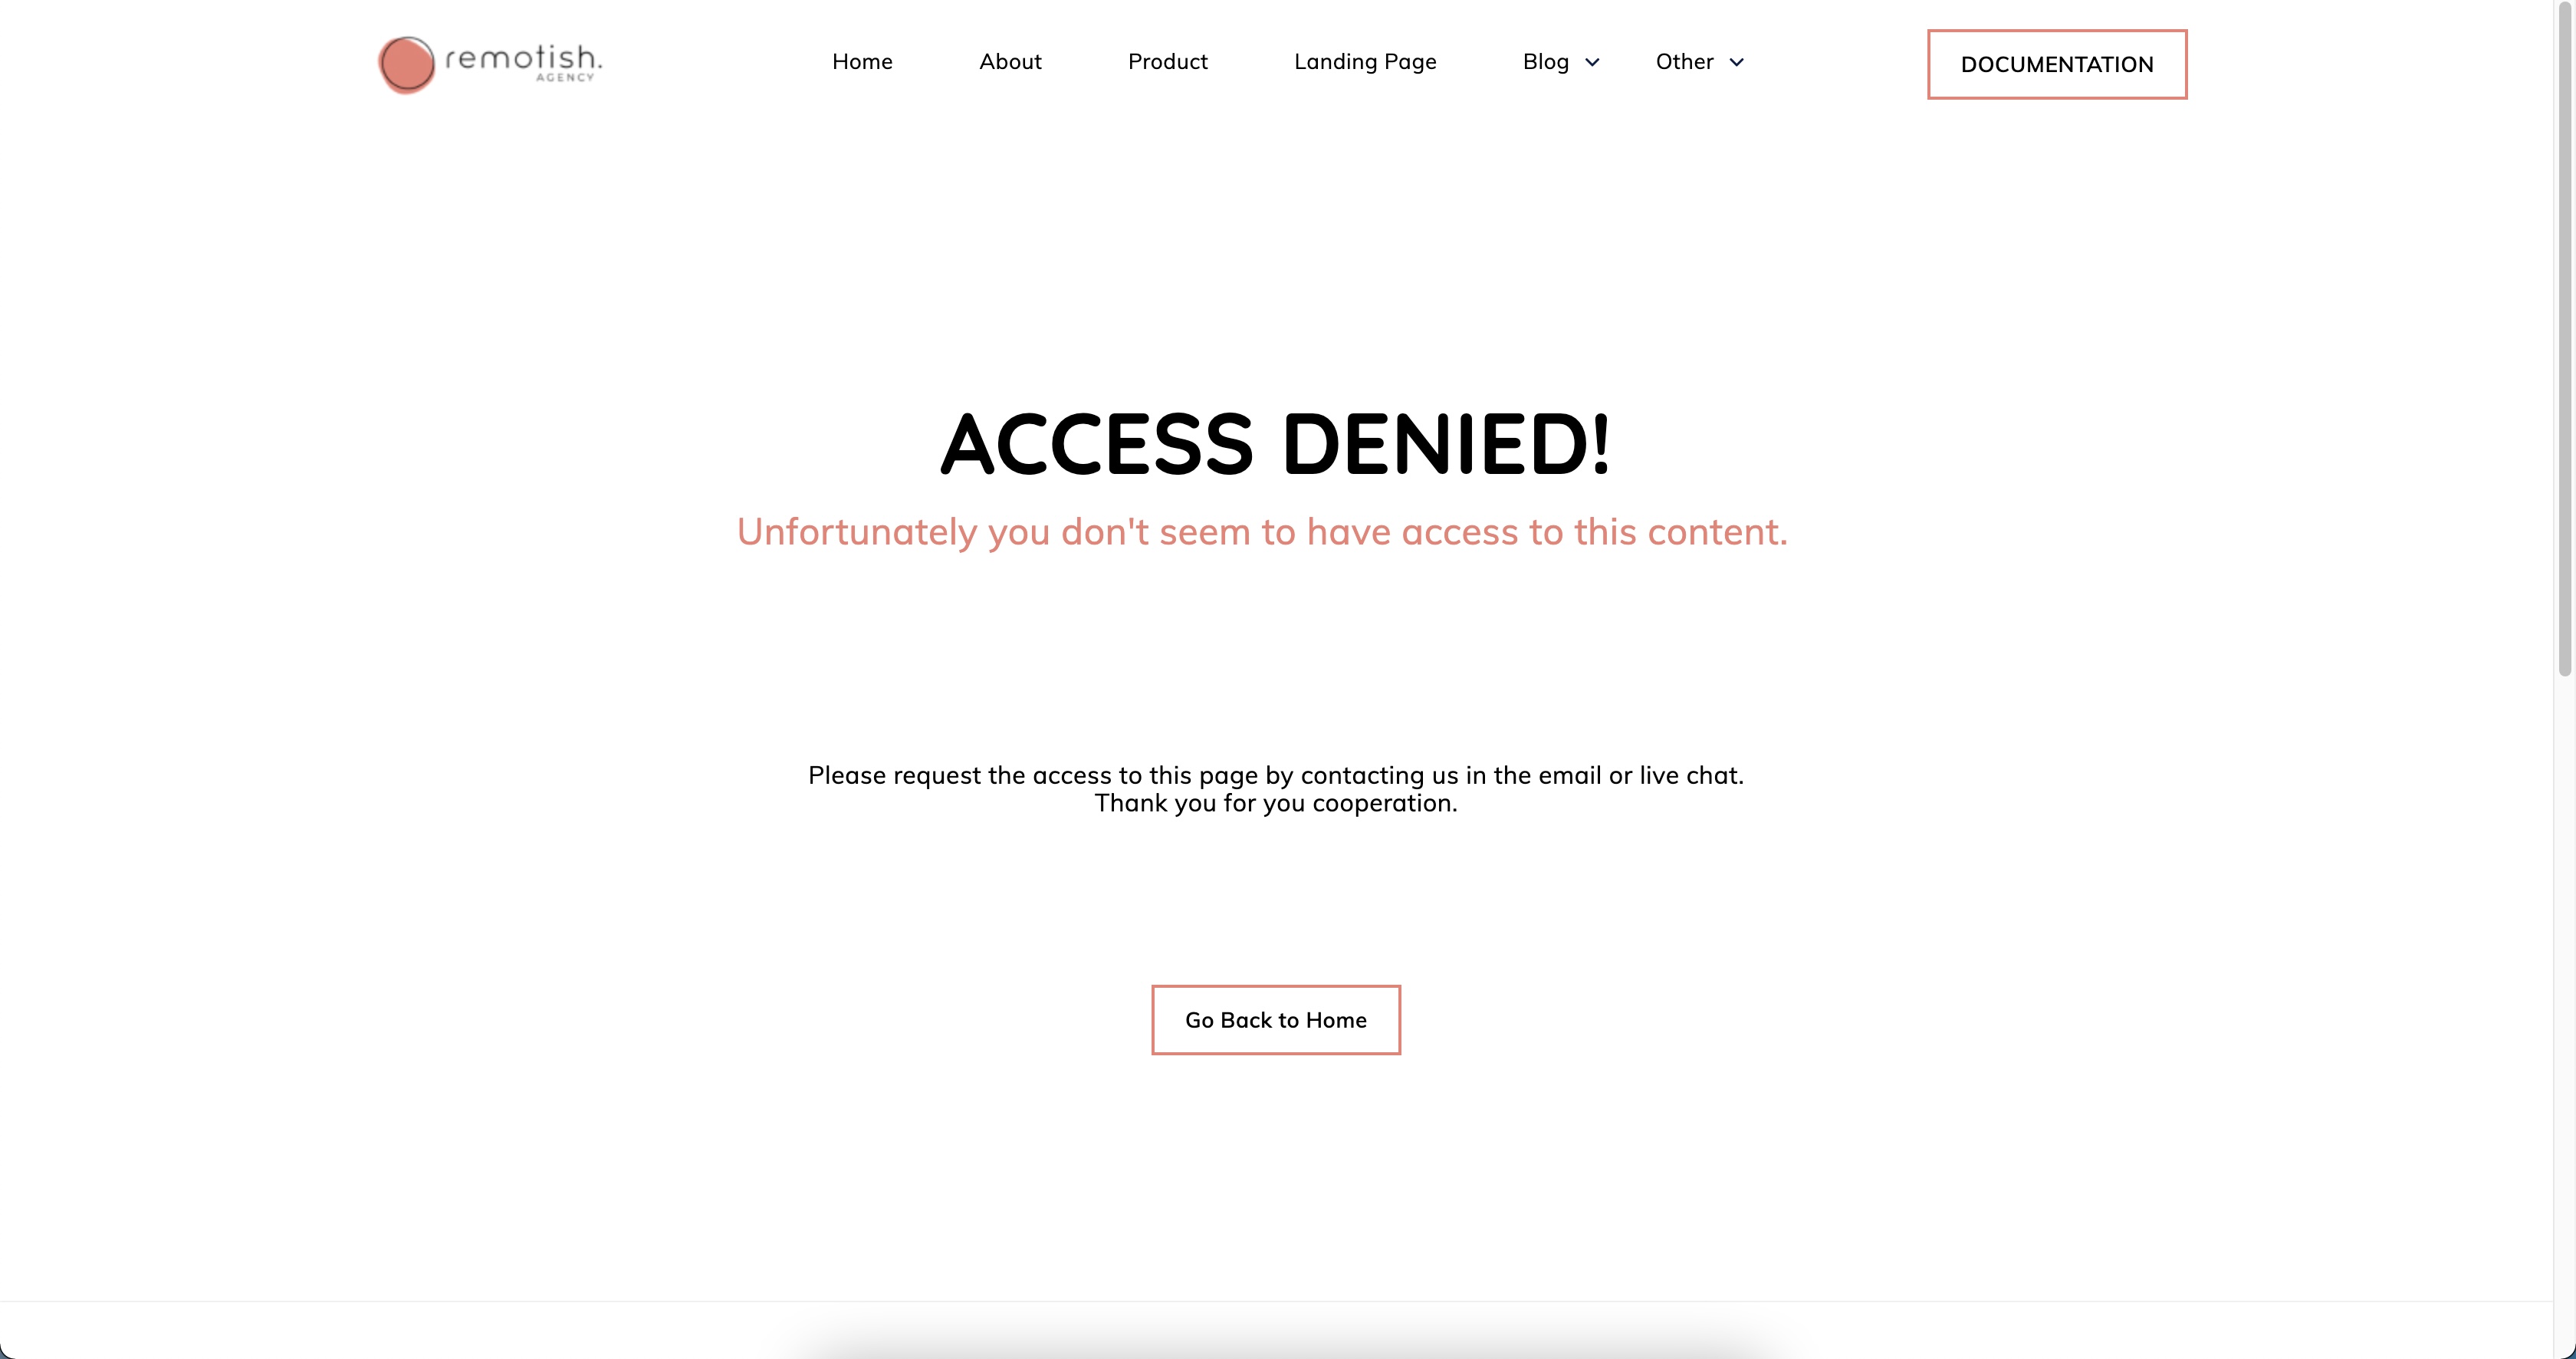 remotish.
AGENCY
Home
About
Product
Landing Page
Blog
Other
DOCUMENTATION
ACCESS DENIED!
Unfortunately you don't seem to have access to this content.
Please request the access to this page by contacting us in the email or live chat.
Thank you for you cooperation.
Go Back to Home